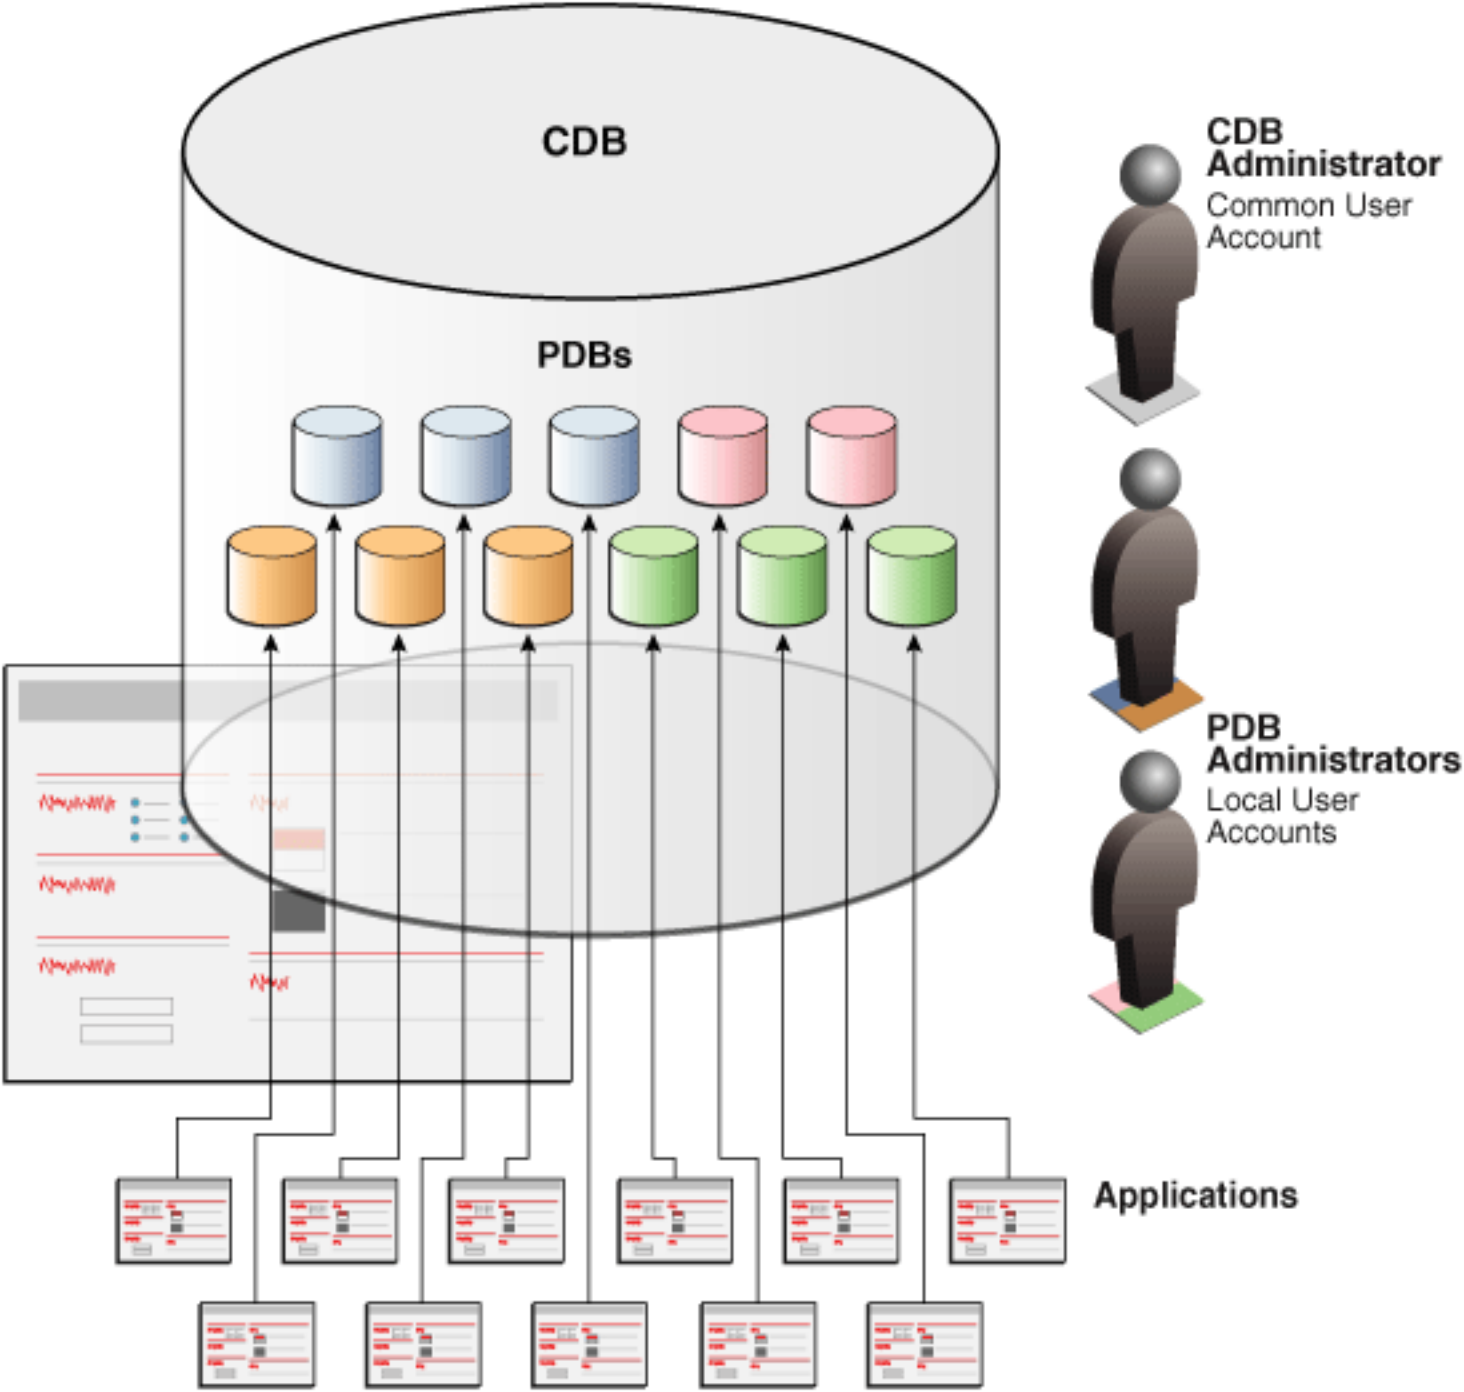 CDB
PDBs
CDB
Administrator
Common User
Account
PDB
Administrators
Local User
Accounts
Applications